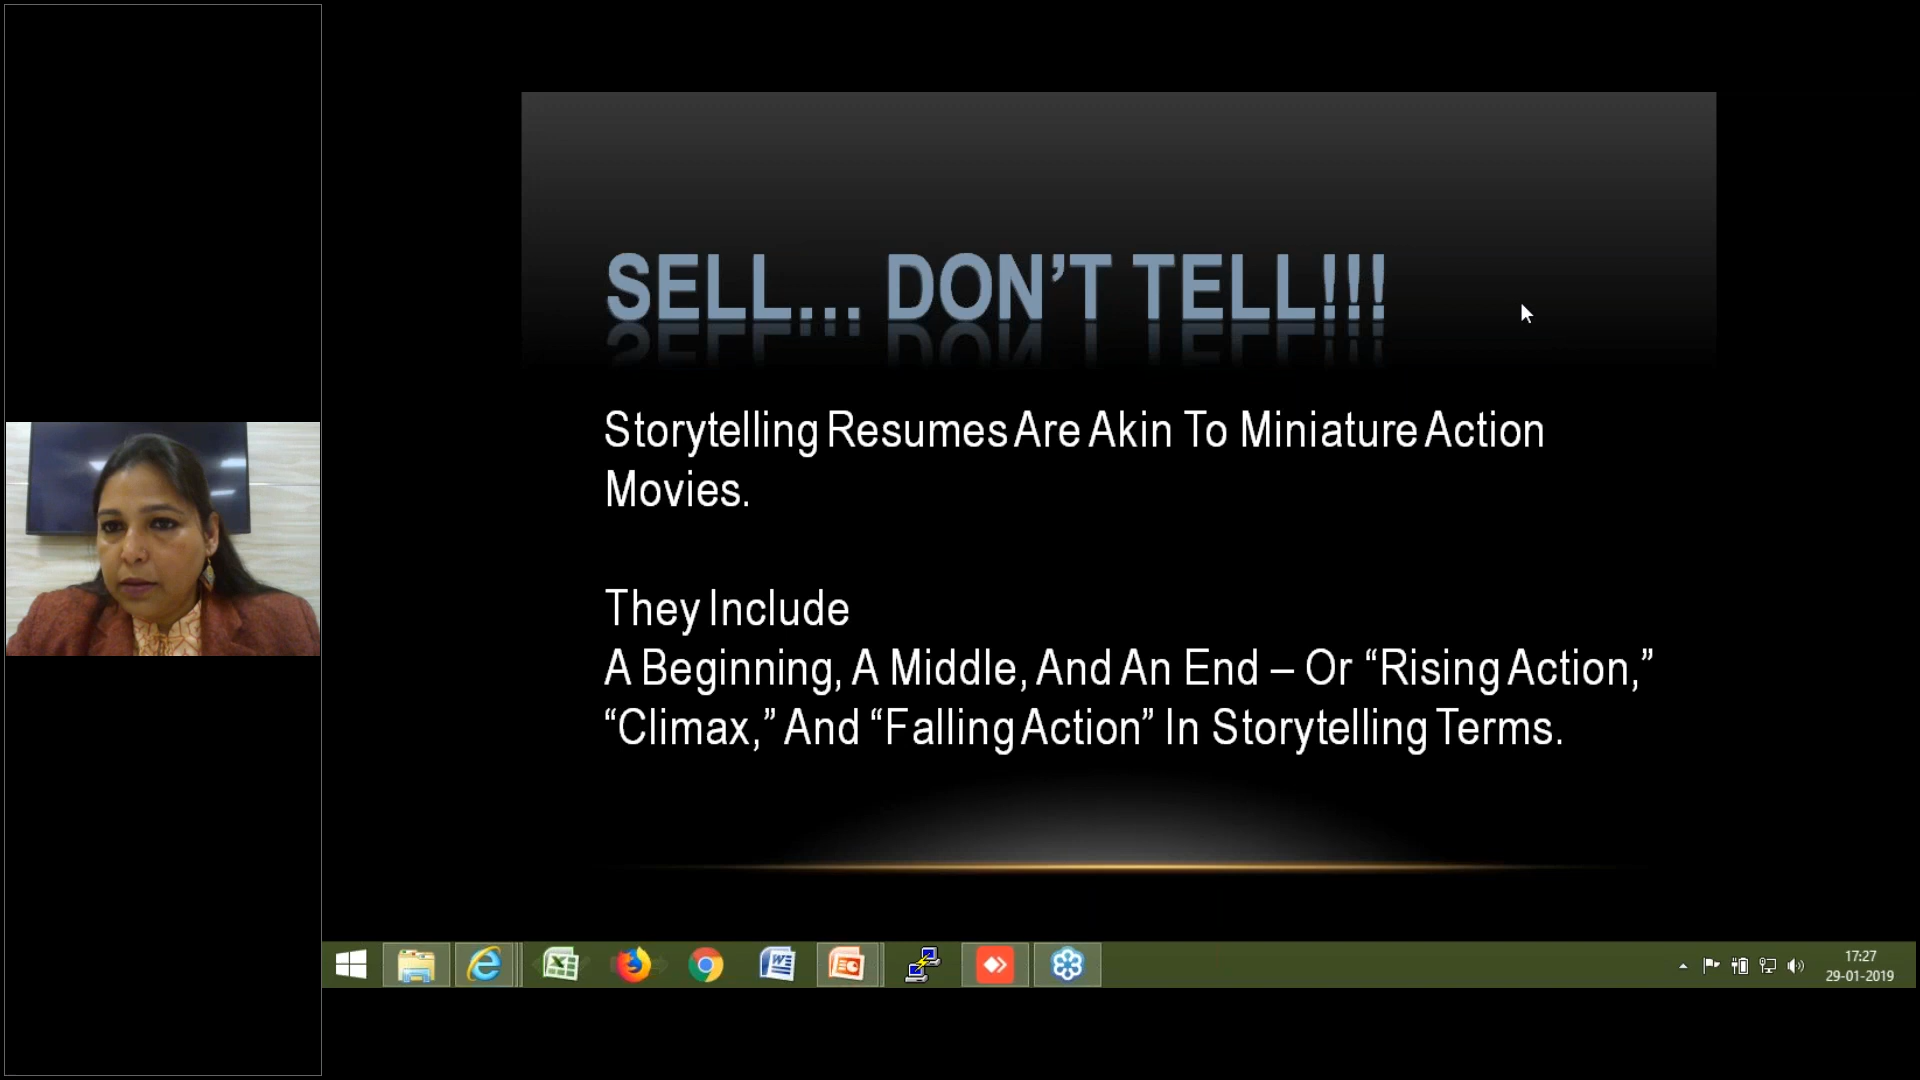 SELL... DON’T TELL!!!
Storytelling Resumes Are Akin To Miniature Action
Movies.
They Include
A Beginning, A Middle, And An End – Or “Rising Action,”
“Climax,” And “Falling Action” In Storytelling Terms.
17:27
29-01-2019